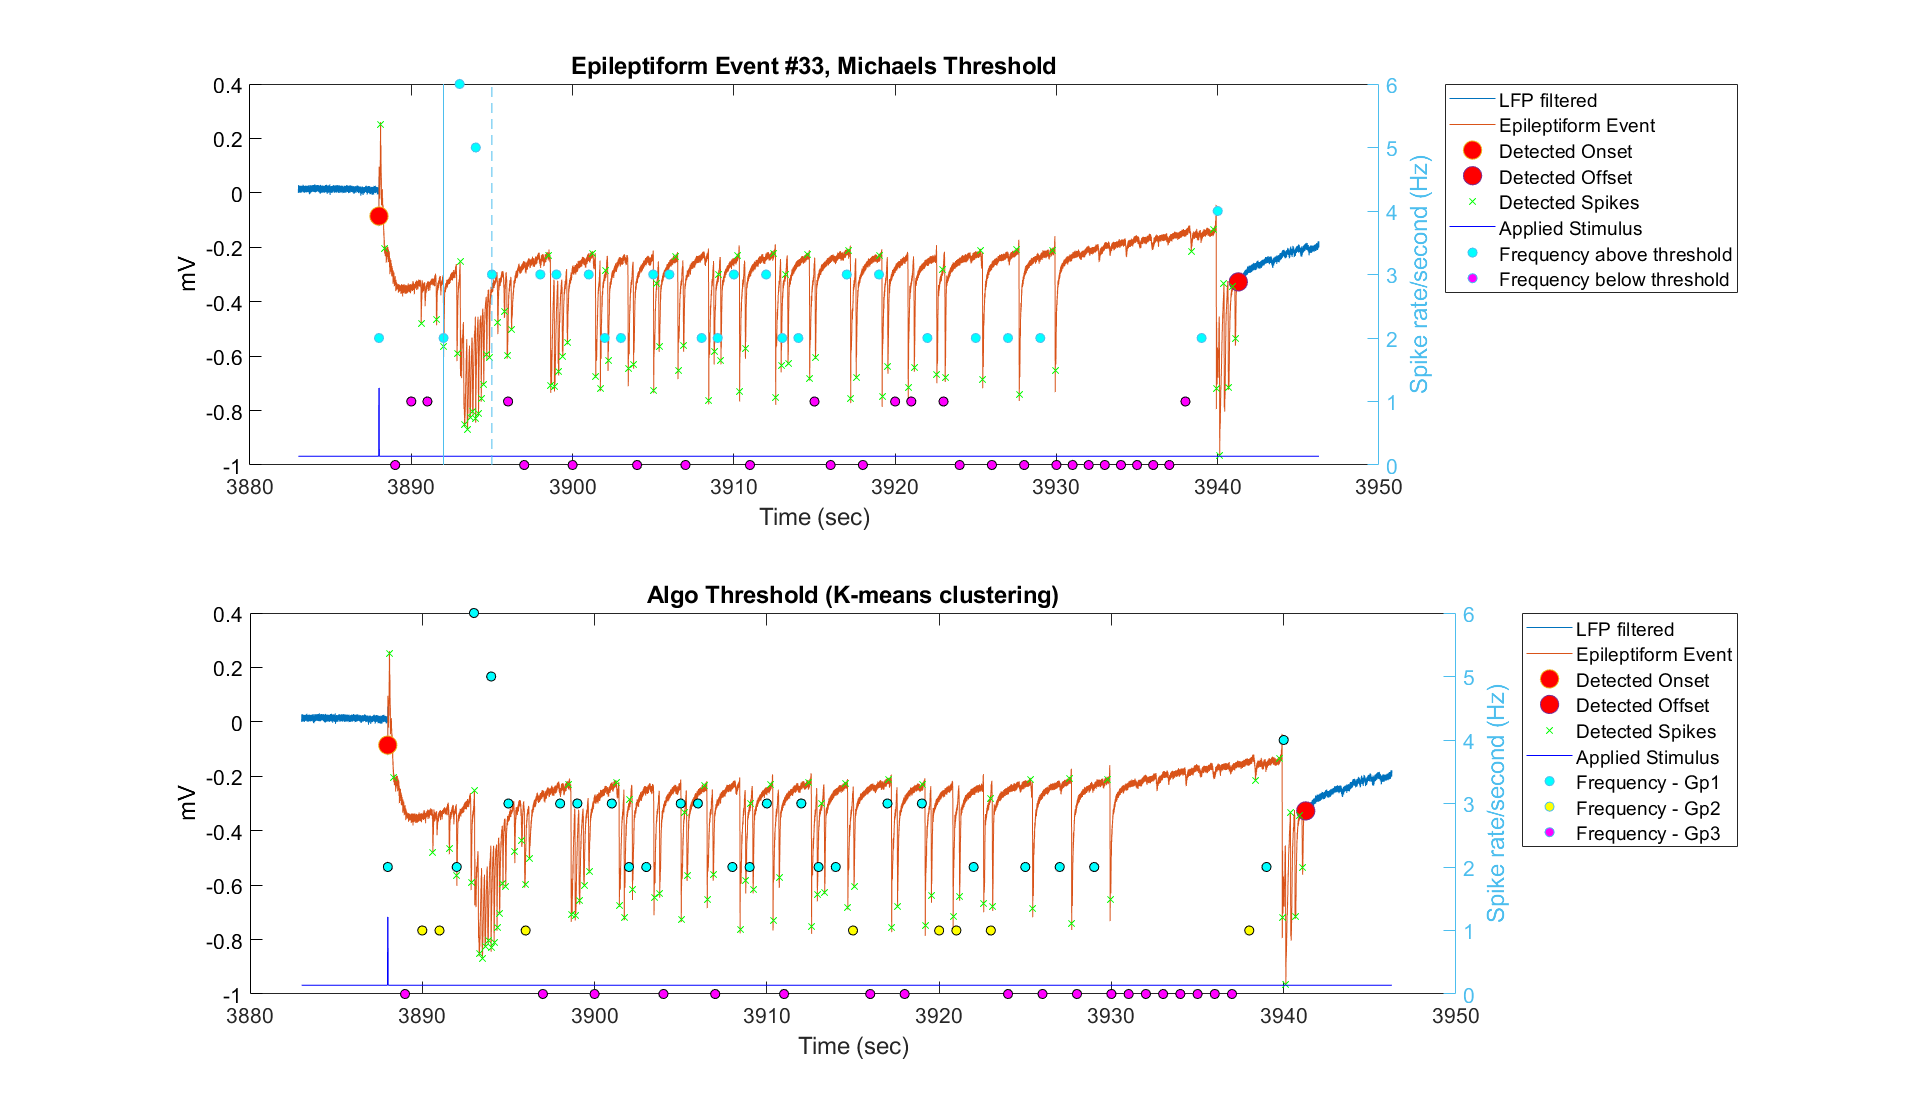 Epileptiform Event #33, Michaels Threshold
0.4
0.2
0
-0.2
-0.4
-0.6
-0.8
-1
mV
6
5
4
3
2
1
0
Spike rate/second (Hz)
3880 3890 3900 3910 3920 3930 3940 3950
Time (sec)
LFP filtered
Epileptiform Event
Detected Onset
Detected Offset
Detected Spikes
Applied Stimulus
Frequency above threshold
Frequency below threshold
Algo Threshold (K-means clustering)
0.4
0.2
0
-0.2
-0.4
-0.6
-0.8
-1
mV
6
5
4
3
2
1
0
Spike rate/second (Hz)
3880 3890 3900 3910 3920 3930 3940 3950
Time (sec)
LFP filtered
Epileptiform Event
Detected Onset
Detected Offset
Detected Spikes
Applied Stimulus
Frequency - Gp1
Frequency - Gp2
Frequency - Gp3